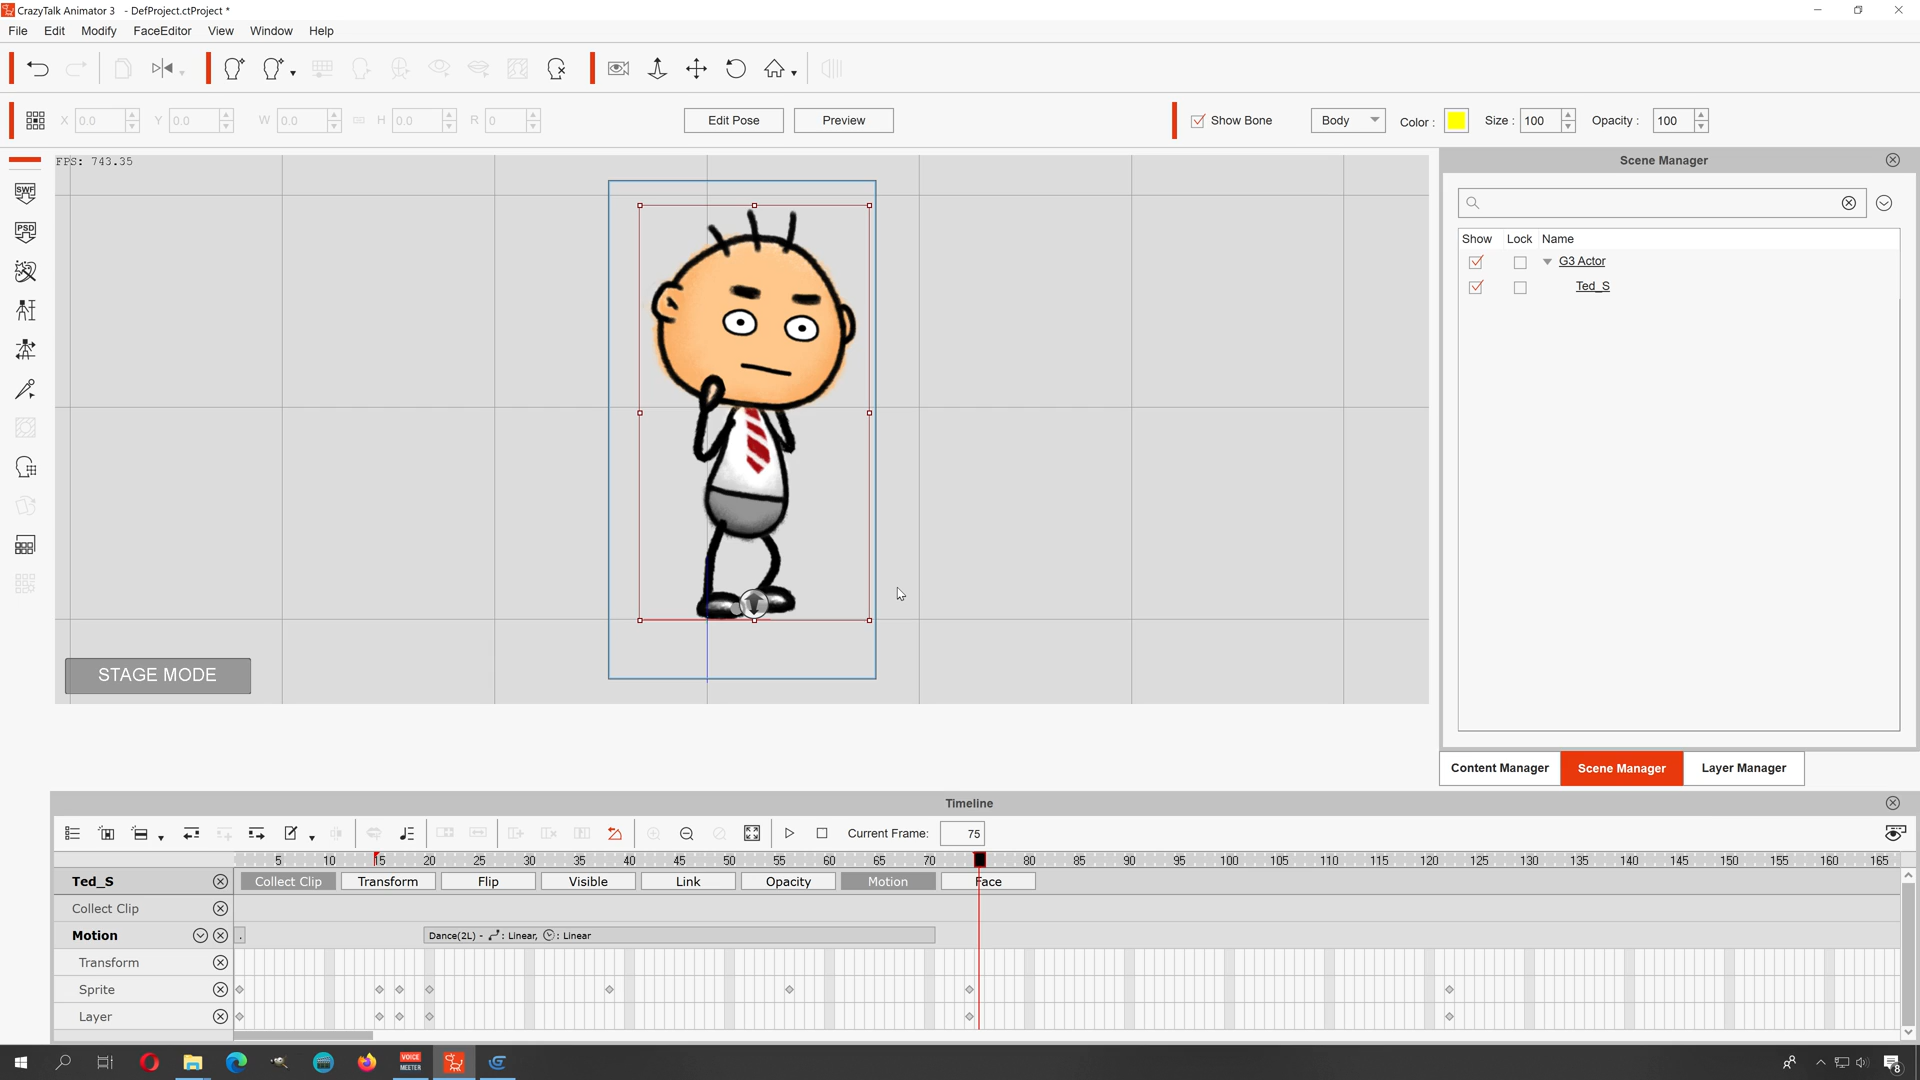 CrazyTalk Animator 3 - DefProject.ctProject *
File Edit Modify FaceEditor View Window Help
X 0.0 Y 0.0 W 0.0 H 0.0 R 0 Edit Pose Preview Show Bone Body Color : Size : 100 Opacity : 100
FPS: 743.35
SWF
PSD
STAGE MODE
Scene Manager
Show Lock Name
G3 Actor
Ted_S
Content Manager Scene Manager Layer Manager
Timeline
Current Frame: 75
5 10 15 20 25 30 35 40 45 50 55 60 65 70 80 85 90 95 100 105 110 115 120 125 130 135 140 145 150 155 160 165
Ted_S Collect Clip Transform Flip Visible Link Opacity Motion Face
Collect Clip
Motion . Dance(2L) - : Linear, : Linear
Transform
Sprite
Layer
VOICE
MEETER
8